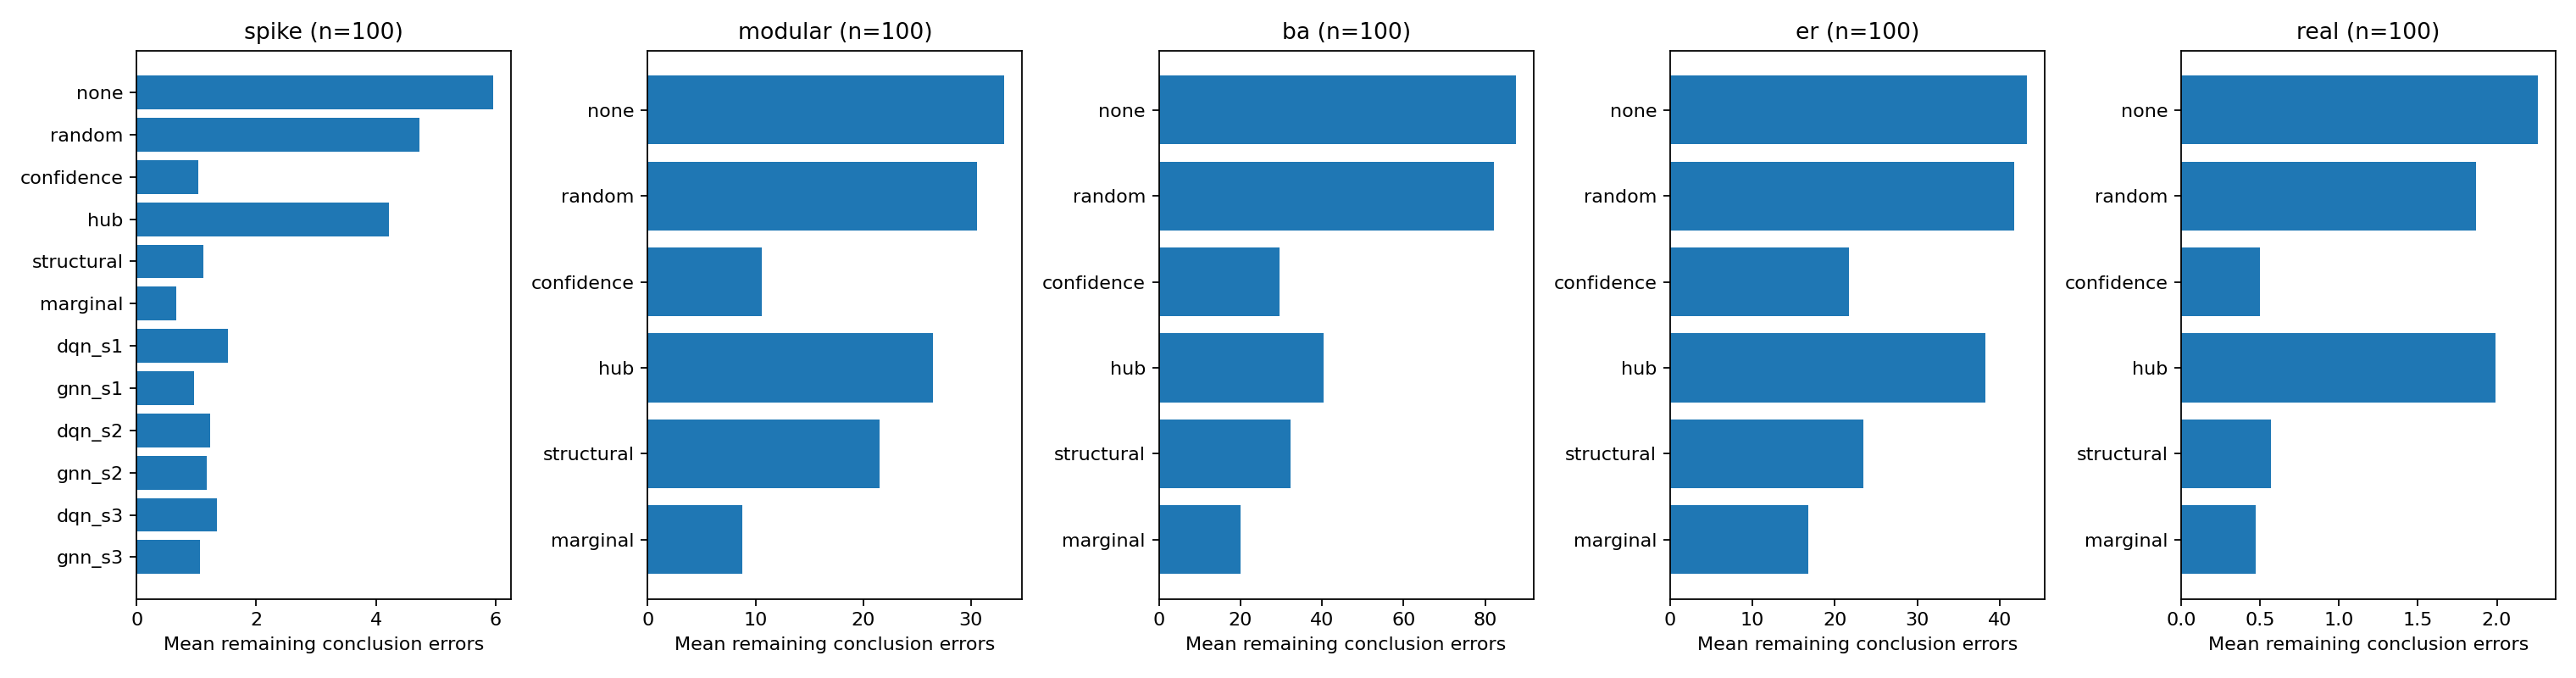 spike (n=100)
none
random
confidence
hub
structural
marginal
dqn_s1
gnn_s1
dqn_s2
gnn_s2
dqn_s3
gnn_s3
0 2 4 6
Mean remaining conclusion errors
modular (n=100)
none
random
confidence
hub
structural
marginal
0 10 20 30
Mean remaining conclusion errors
ba (n=100)
none
random
confidence
hub
structural
marginal
0 20 40 60 80
Mean remaining conclusion errors
er (n=100)
none
random
confidence
hub
structural
marginal
0 10 20 30 40
Mean remaining conclusion errors
real (n=100)
none
random
confidence
hub
structural
marginal
0.0 0.5 1.0 1.5 2.0
Mean remaining conclusion errors